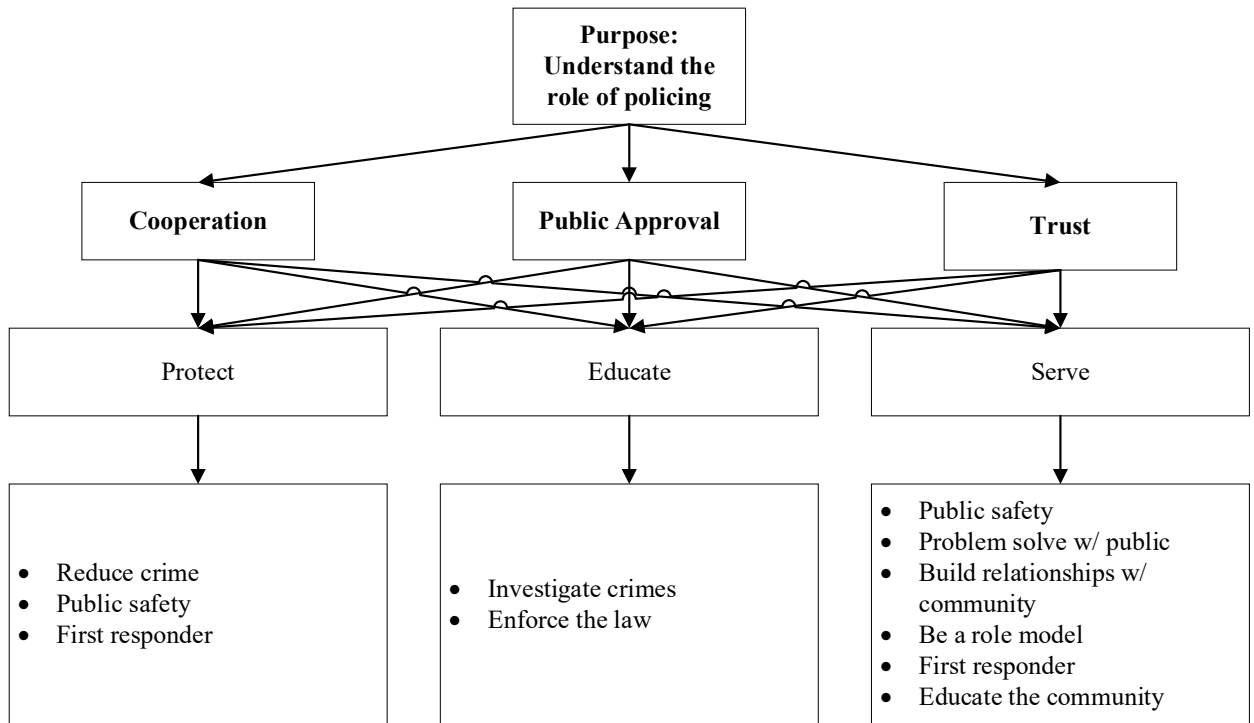 Purpose:
Understand the
role of policing
Cooperation
Public Approval
Trust
Protect
Educate
Serve
• Reduce crime
• Public safety
• First responder
• Investigate crimes
• Enforce the law
• Public safety
• Problem solve w/ public
• Build relationships w/
community
• Be a role model
• First responder
• Educate the community